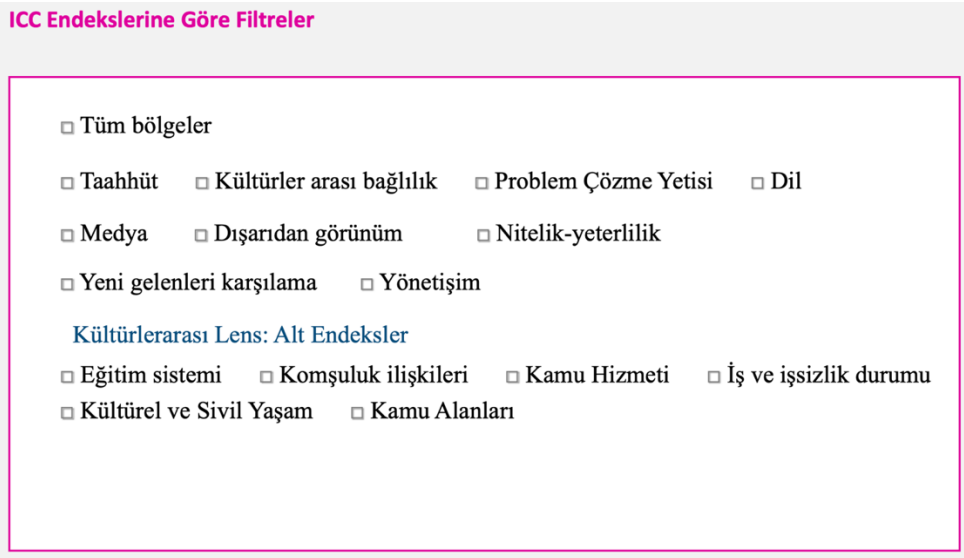 ICC Endekslerine Göre Filtreler
Tüm bölgeler
Taahhüt Kültürler arası bağlılık Problem Çözme Yetisi Dil
Medya Dışarıdan görünüm Nitelik-yeterlilik
Yeni gelenleri karşılama Yönetişim
Kültürlerarası Lens: Alt Endeksler
Eğitim sistemi Komşuluk ilişkileri Kamu Hizmeti İş ve işsizlik durumu
Kültürel ve Sivil Yaşam Kamu Alanları